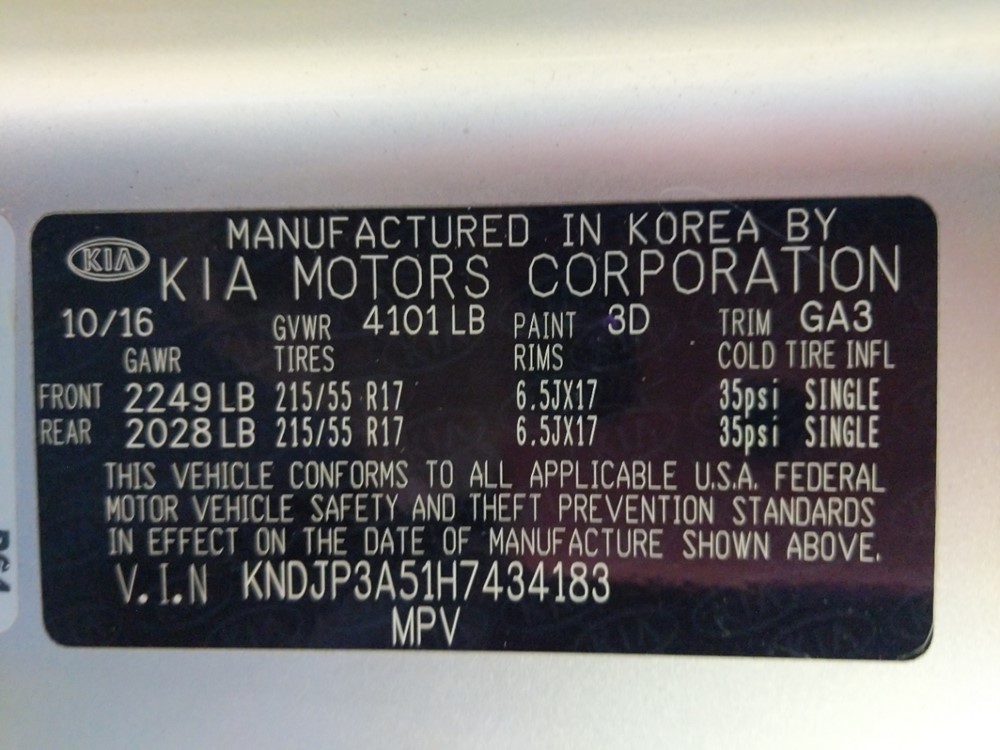 MANUFACTURED IN KOREA BY
KIA KIA MOTORS CORPORATION
10/16 GVWR 4101 LB PAINT 3D TRIM GA3
GAWR TIRES RIMS COLD TIRE INFL
FRONT 2249 LB 215/55 R17 6.5JX17 35psi SINGLE
REAR 2028 LB 215/55 R17 6.5JX17 35psi SINGLE
THIS VEHICLE CONFORMS TO ALL APPLICABLE U.S.A. FEDERAL
MOTOR VEHICLE SAFETY AND THEFT PREVENTION STANDARDS
IN EFFECT ON THE DATE OF MANUFACTURE SHOWN ABOVE.
V.I.N KNDJP3A51H7434183
MPV